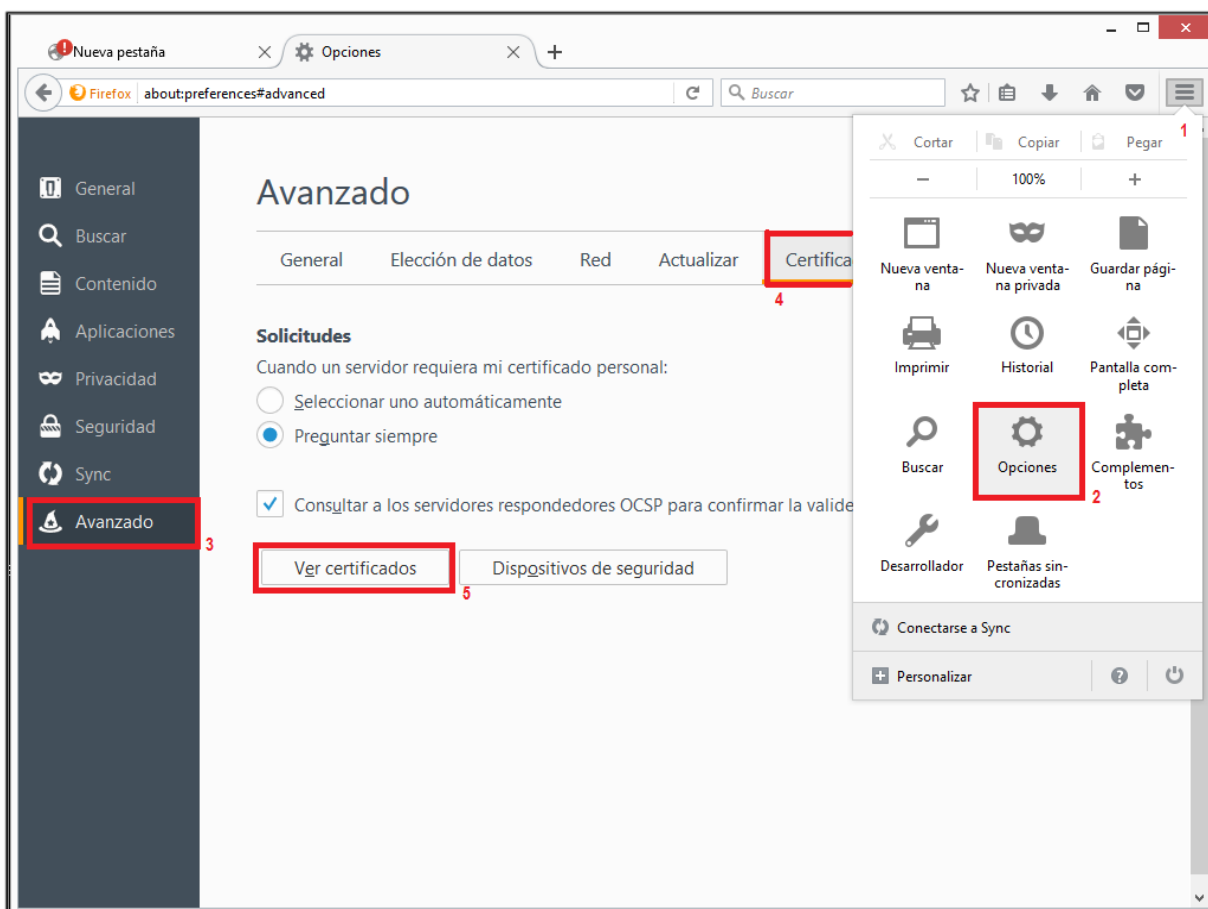 Nueva pestaña
Opciones
Firefox about:preferences#advanced
Buscar
1
Cortar Copiar Pegar
− 100% +
General
Buscar
Contenido
Aplicaciones
Privacidad
Seguridad
Sync
Avanzado
3
Avanzado
General Elección de datos Red Actualizar Certifica
4
Solicitudes
Cuando un servidor requiera mi certificado personal:
Seleccionar uno automáticamente
Preguntar siempre
Consultar a los servidores respondedores OCSP para confirmar la valide
Ver certificados Dispositivos de seguridad
5
Nueva venta-
na
Nueva venta-
na privada
Guardar pági-
na
Imprimir
Historial
Pantalla com-
pleta
Buscar
Opciones
2
Complemen-
tos
Desarrollador
Pestañas sin-
cronizadas
Conectarse a Sync
Personalizar